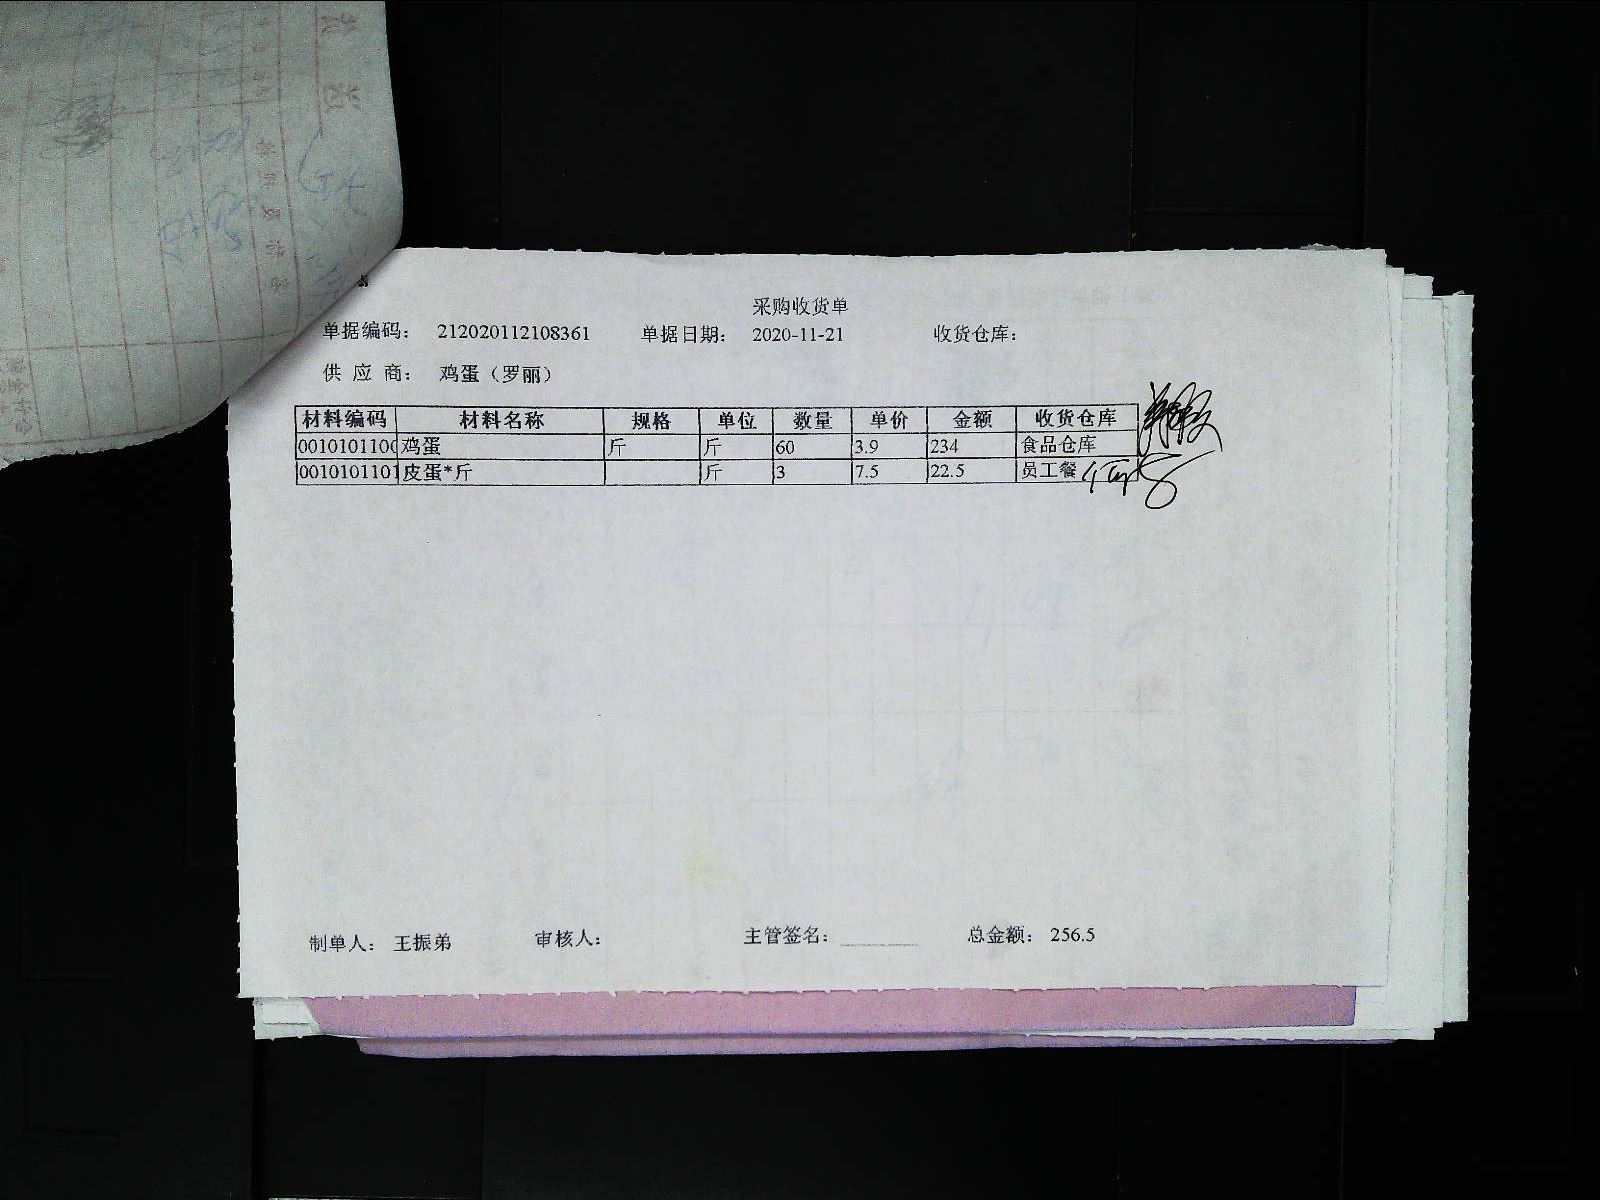 采购收货单
单据编码： 212020112108361 单据日期： 2020-11-21 收货仓库：
供 应 商： 鸡蛋（罗丽）
材料编码 材料名称 规格 单位 数量 单价 金额 收货仓库
0010101100 鸡蛋 斤 斤 60 3.9 234 食品仓库
0010101101 皮蛋*斤 斤 3 7.5 22.5 员工餐
制单人： 王振弟 审核人： 主管签名： 总金额： 256.5